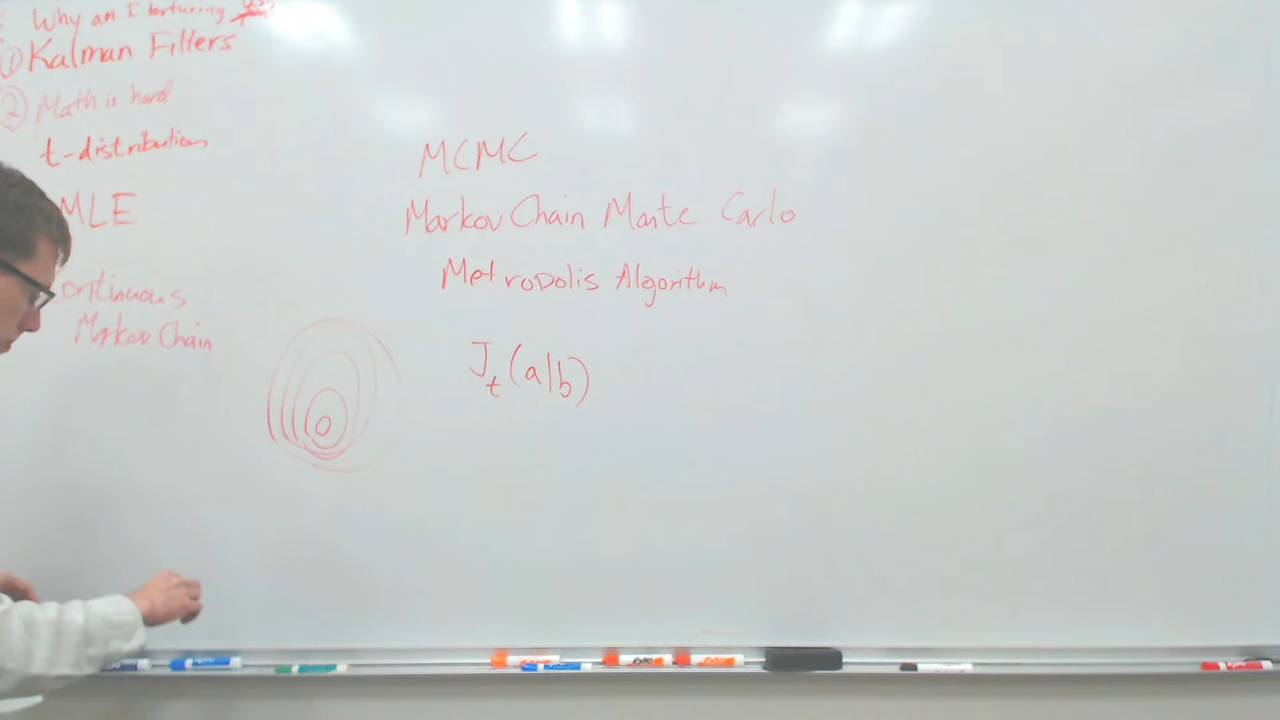 Why am I torturing
① Kalman Filters
② Math is hard
t-distribution
MLE
ontinuous
Markov Chain
MCMC
Markov Chain Monte Carlo
Metropolis Algorithm
J_t(a|b)
EXPO